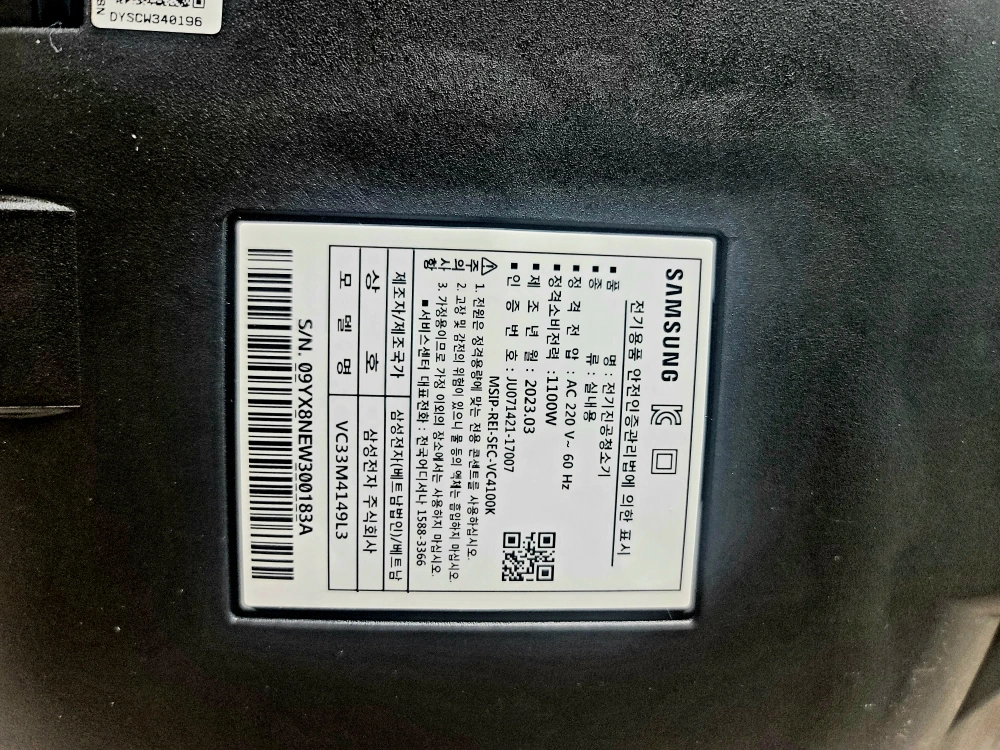 DYSCW340196
SN
SAMSUNG
전기용품 안전인증관리법에 의한 표시
■ 품 명 : 전기진공청소기
■ 종 류 : 실내용
■ 정 격 전 압 : AC 220 V~ 60 Hz
■ 정격소비전력 : 1100W
■ 제 조 년 월 : 2023.03
■ 인 증 번 호 : JU071421-17007
MSIP-REI-SEC-VC4100K
주의사항
1. 전원은 정격용량에 맞는 전용 콘센트를 사용하십시오.
2. 고장 및 감전의 위험이 있으니 물 등의 액체는 흡입하지 마십시오.
3. 가정용이므로 가정 이외의 장소에서는 사용하지 마십시오.
■ 서비스센터 대표전화 : 전국어디서나 1588-3366
제조자/제조국가 삼성전자(베트남법인)/베트남
상 호 삼성전자 주식회사
모 델 명 VC33M4149L3
S/N. 09YX8NEW300183A